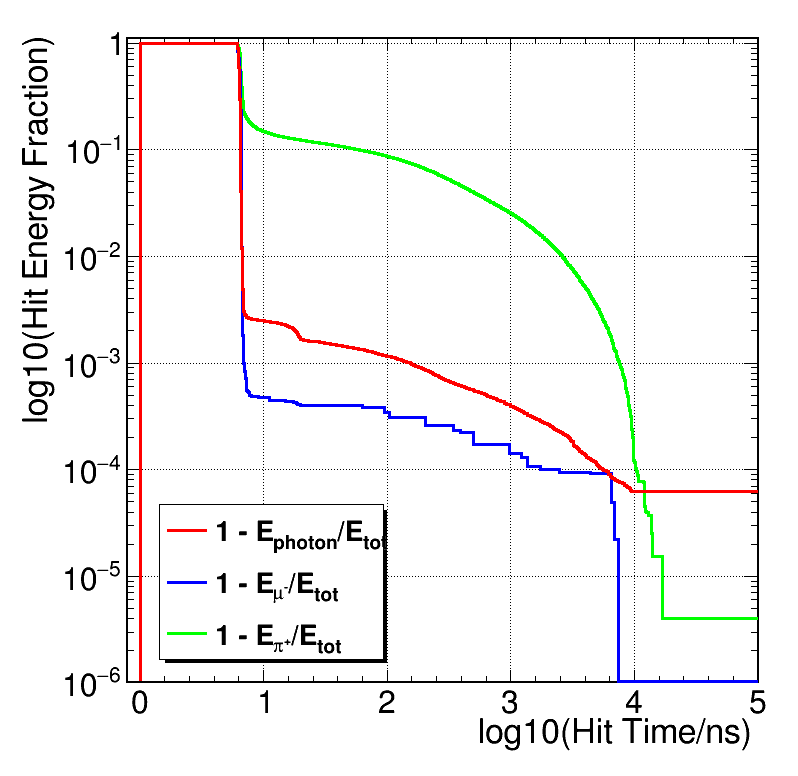 log10(Hit Energy Fraction)
1
10⁻¹
10⁻²
10⁻³
10⁻⁴
10⁻⁵
10⁻⁶
1 - E_photon/E_tot
1 - E_μ⁻/E_tot
1 - E_π⁺/E_tot
0 1 2 3 4 5
log10(Hit Time/ns)